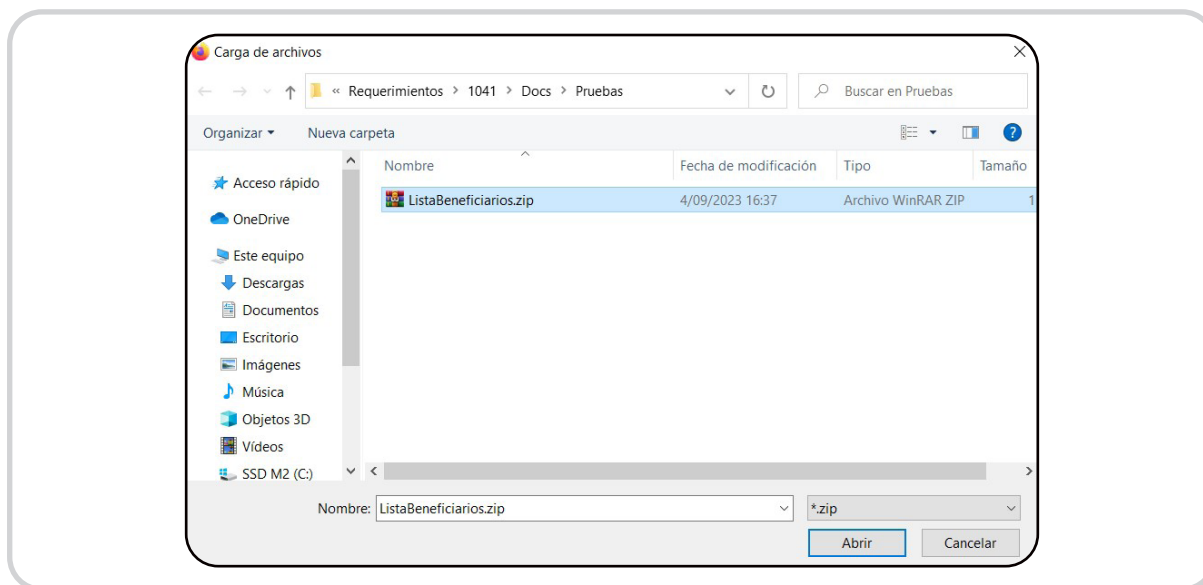 Carga de archivos
« Requerimientos > 1041 > Docs > Pruebas
Buscar en Pruebas
Organizar
Nueva carpeta
Nombre
Fecha de modificación
Tipo
Tamaño
Acceso rápido
ListaBeneficiarios.zip
4/09/2023 16:37
Archivo WinRAR ZIP
1
OneDrive
Este equipo
Descargas
Documentos
Escritorio
Imágenes
Música
Objetos 3D
Vídeos
SSD M2 (C:)
Nombre: ListaBeneficiarios.zip
*.zip
Abrir
Cancelar